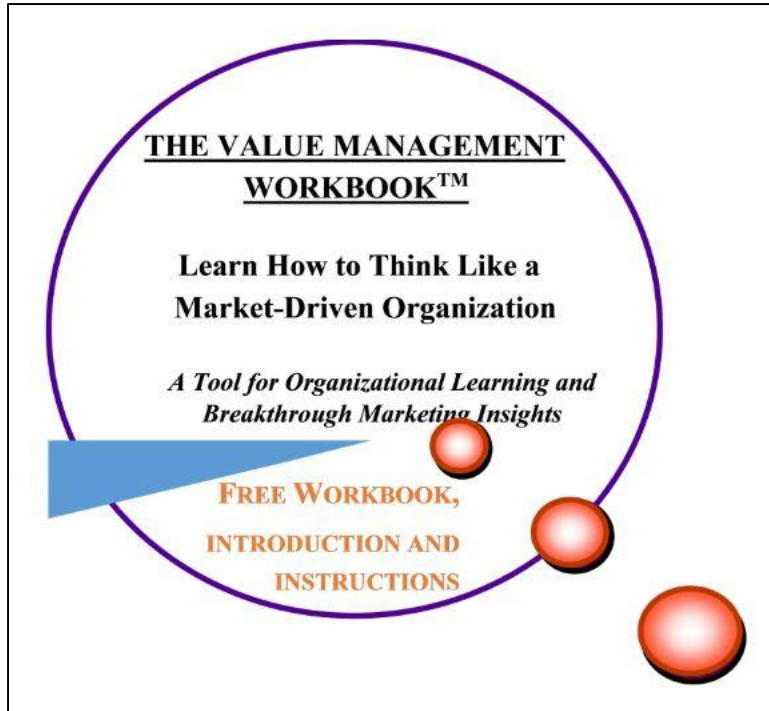 THE VALUE MANAGEMENT
WORKBOOK™
Learn How to Think Like a
Market-Driven Organization
A Tool for Organizational Learning and
Breakthrough Marketing Insights
FREE WORKBOOK,
INTRODUCTION AND
INSTRUCTIONS